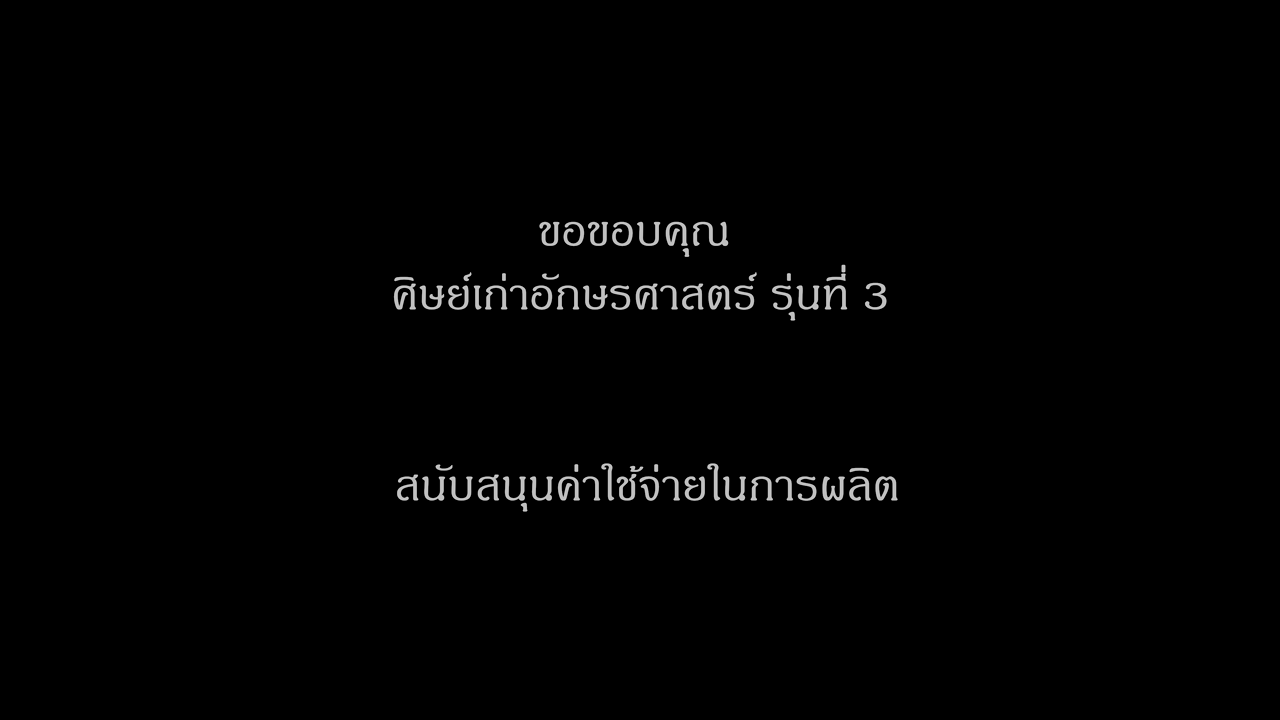 ขอขอบคุณ
ศิษย์เก่าอักษรศาสตร์ รุ่นที่ 3
สนับสนุนค่าใช้จ่ายในการผลิต